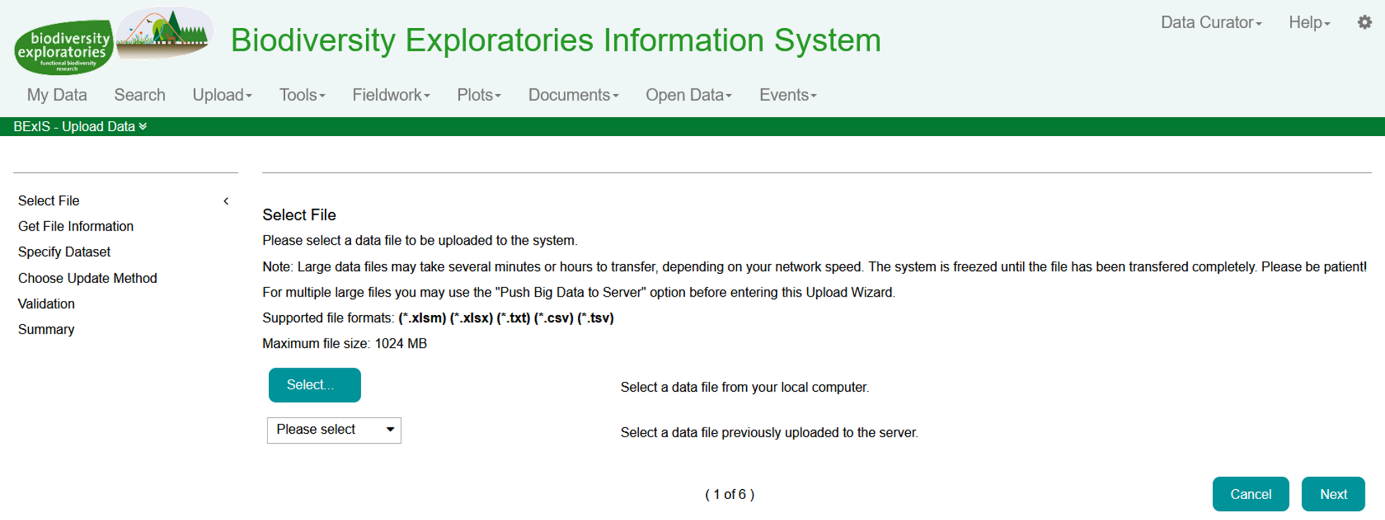 biodiversity
exploratories
functional biodiversity
research
Biodiversity Exploratories Information System
Data Curator Help
My Data Search Upload Tools Fieldwork Plots Documents Open Data Events
BExIS - Upload Data
Select File
Get File Information
Specify Dataset
Choose Update Method
Validation
Summary
Select File
Please select a data file to be uploaded to the system.
Note: Large data files may take several minutes or hours to transfer, depending on your network speed. The system is freezed until the file has been transfered completely. Please be patient!
For multiple large files you may use the "Push Big Data to Server" option before entering this Upload Wizard.
Supported file formats: (*.xlsm) (*.xlsx) (*.txt) (*.csv) (*.tsv)
Maximum file size: 1024 MB
Select... Select a data file from your local computer.
Please select Select a data file previously uploaded to the server.
( 1 of 6 ) Cancel Next